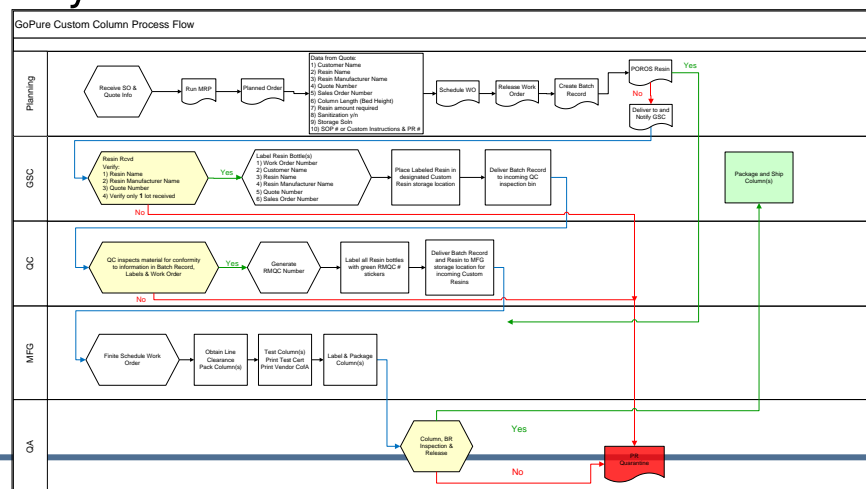 GoPure Custom Column Process Flow
Planning
Receive SO &
Quote Info
Run MRP
Planned Order
Data from Quote:
1) Customer Name
2) Resin Name
3) Resin Manufacturer Name
4) Quote Number
5) Sales Order Number
6) Column Length (Bed Height)
7) Resin amount required
8) Sanitization y/n
9) Storage Soln
10) SOP # or Custom Instructions & PR #
Schedule WO
Release Work
Order
Create Batch
Record
POROS Resin
Yes
No
Deliver to and
Notify GSC
GSC
Resin Rcvd
Verify:
1) Resin Name
2) Resin Manufacturer Name
3) Quote Number
4) Verify only 1 lot received
Yes
No
Label Resin Bottle(s)
1) Work Order Number
2) Customer Name
3) Resin Name
4) Resin Manufacturer Name
5) Quote Number
6) Sales Order Number
Place Labeled Resin in
designated Custom
Resin storage location
Deliver Batch Record
to incoming QC
inspection bin
Package and Ship
Column(s)
QC
QC inspects material for conformity
to information in Batch Record,
Labels & Work Order
Yes
No
Generate
RMQC Number
Label all Resin bottles
with green RMQC #
stickers
Deliver Batch Record
and Resin to MFG
storage location for
incoming Custom
Resins
MFG
Finite Schedule Work
Order
Obtain Line
Clearance
Pack Column(s)
Test Column(s)
Print Test Cert
Print Vendor CofA
Label & Package
Column(s)
QA
Column, BR
Inspection &
Release
Yes
No
PR
Quarantine